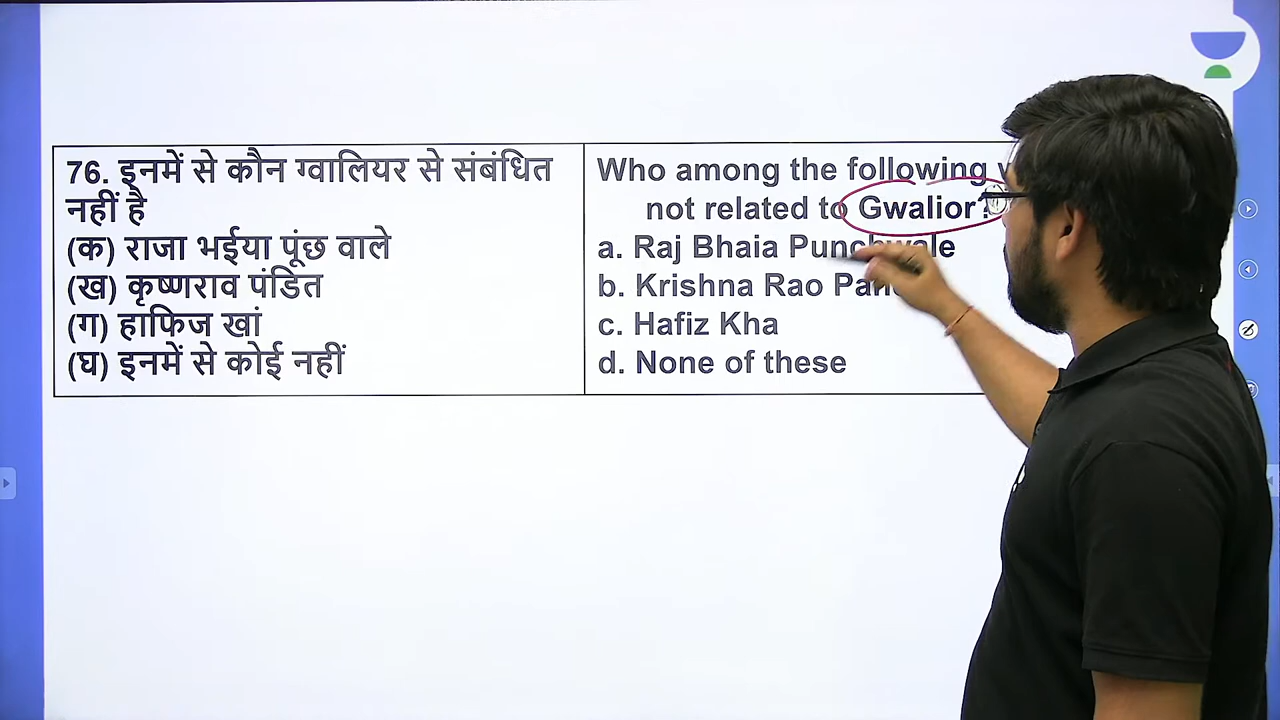 76. इनमें से कौन ग्वालियर से संबंधित
नहीं है
(क) राजा भईया पूंछ वाले
(ख) कृष्णराव पंडित
(ग) हाफिज खां
(घ) इनमें से कोई नहीं
Who among the following
not related to Gwalior?
a. Raj Bhaia Punchwale
b. Krishna Rao
c. Hafiz Kha
d. None of these